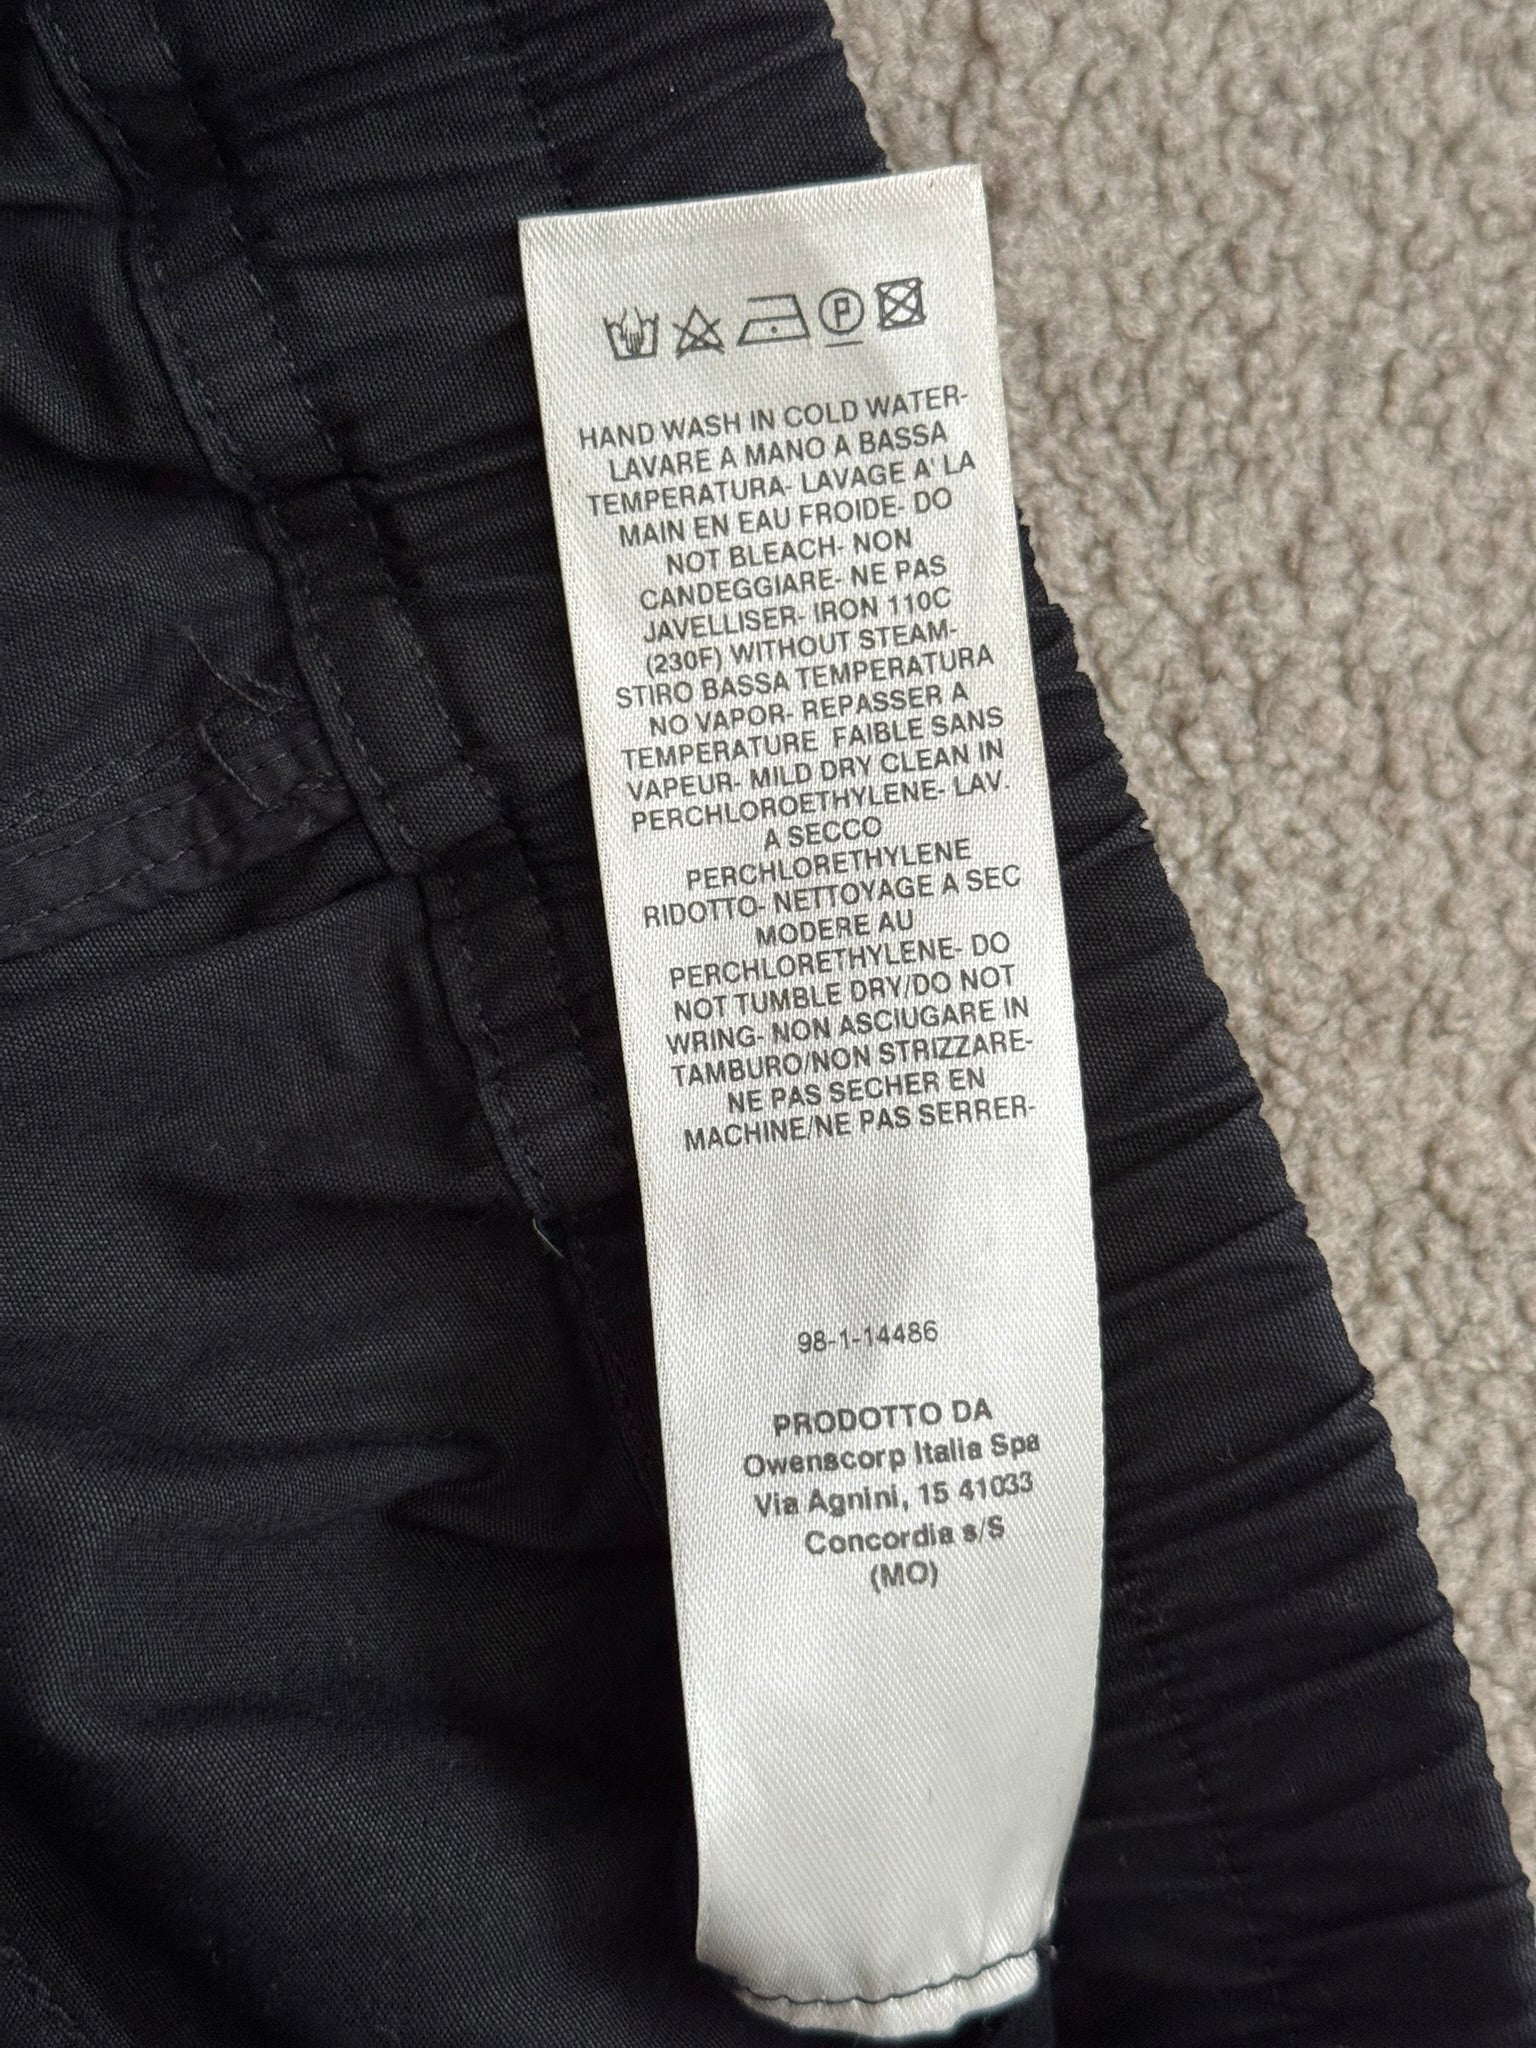 P
HAND WASH IN COLD WATER-
LAVARE A MANO A BASSA
TEMPERATURA- LAVAGE A' LA
MAIN EN EAU FROIDE- DO
NOT BLEACH- NON
CANDEGGIARE- NE PAS
JAVELLISER- IRON 110C
(230F) WITHOUT STEAM-
STIRO BASSA TEMPERATURA
NO VAPOR- REPASSER A
TEMPERATURE FAIBLE SANS
VAPEUR- MILD DRY CLEAN IN
PERCHLOROETHYLENE- LAV.
A SECCO
PERCHLORETHYLENE
RIDOTTO- NETTOYAGE A SEC
MODERE AU
PERCHLORETHYLENE- DO
NOT TUMBLE DRY/DO NOT
WRING- NON ASCIUGARE IN
TAMBURO/NON STRIZZARE-
NE PAS SECHER EN
MACHINE/NE PAS SERRER-
98-1-14486
PRODOTTO DA
Owenscorp Italia Spa
Via Agnini, 15 41033
Concordia s/S
(MO)